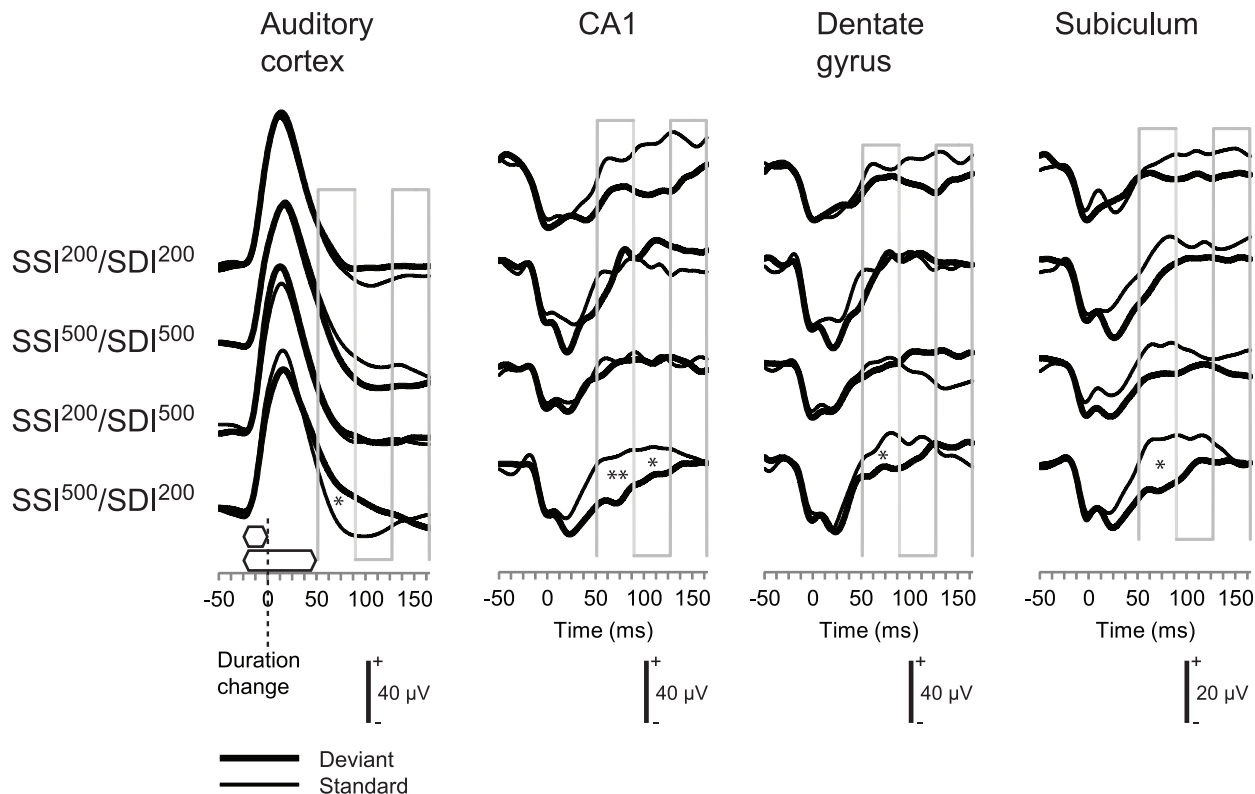 Auditory
cortex
CA1
Dentate
gyrus
Subiculum
SSI²⁰⁰/SDI²⁰⁰
SSI⁵⁰⁰/SDI⁵⁰⁰
SSI²⁰⁰/SDI⁵⁰⁰
SSI⁵⁰⁰/SDI²⁰⁰
*
**
*
*
*
-50 0 50 100 150
-50 0 50 100 150
-50 0 50 100 150
-50 0 50 100 150
Time (ms)
Time (ms)
Time (ms)
Duration
change
+
40 µV
-
+
40 µV
-
+
40 µV
-
+
20 µV
-
Deviant
Standard